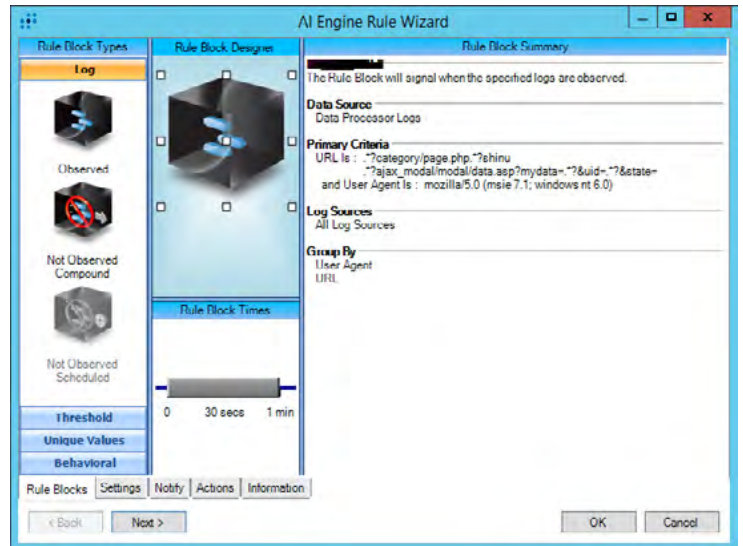 AI Engine Rule Wizard
Rule Block Types
Log
Observed
Not Observed
Compound
Not Observed
Scheduled
Threshold
Unique Values
Behavioral
Rule Block Designer
Rule Block Times
0 30 secs 1 min
Rule Block Summary
The Rule Block will signal when the specified logs are observed.
Data Source
Data Processor Logs
Primary Criteria
URL Is : .*?category/page.php.*?shinu
.*?ajax_modal/modal/data.asp?mydata=.*?&uid=.*?&state=
and User Agent Is : mozilla/5.0 (msie 7.1; windows nt 6.0)
Log Sources
All Log Sources
Group By
User Agent
URL
Rule Blocks Settings Notify Actions Information
< Back Next > OK Cancel